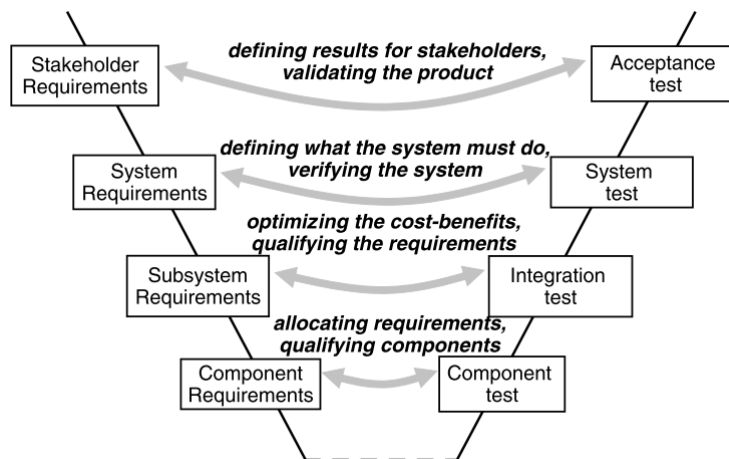 defining results for stakeholders,
validating the product
Stakeholder
Requirements
Acceptance
test
defining what the system must do,
verifying the system
System
Requirements
System
test
optimizing the cost-benefits,
qualifying the requirements
Subsystem
Requirements
Integration
test
allocating requirements,
qualifying components
Component
Requirements
Component
test